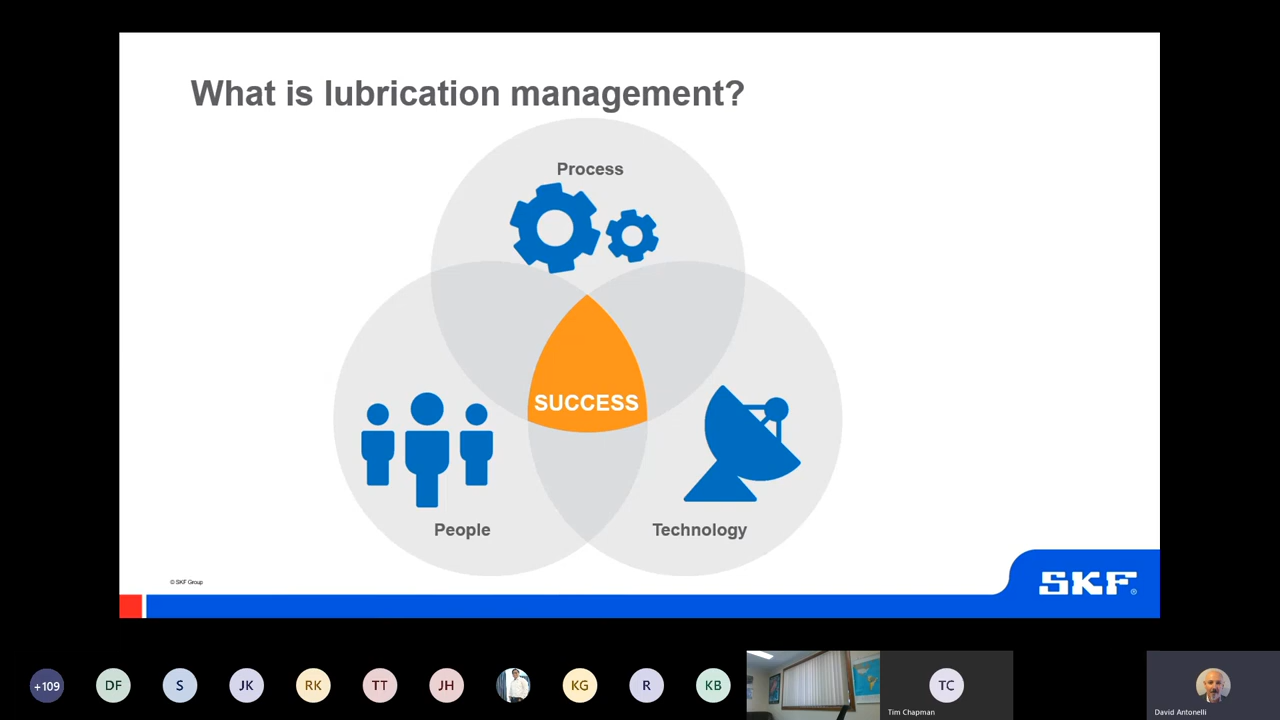 What is lubrication management?
Process
SUCCESS
People
Technology
© SKF Group
SKF®
+109
DF
S
JK
RK
TT
JH
KG
R
KB
TC
Tim Chapman
David Antonelli